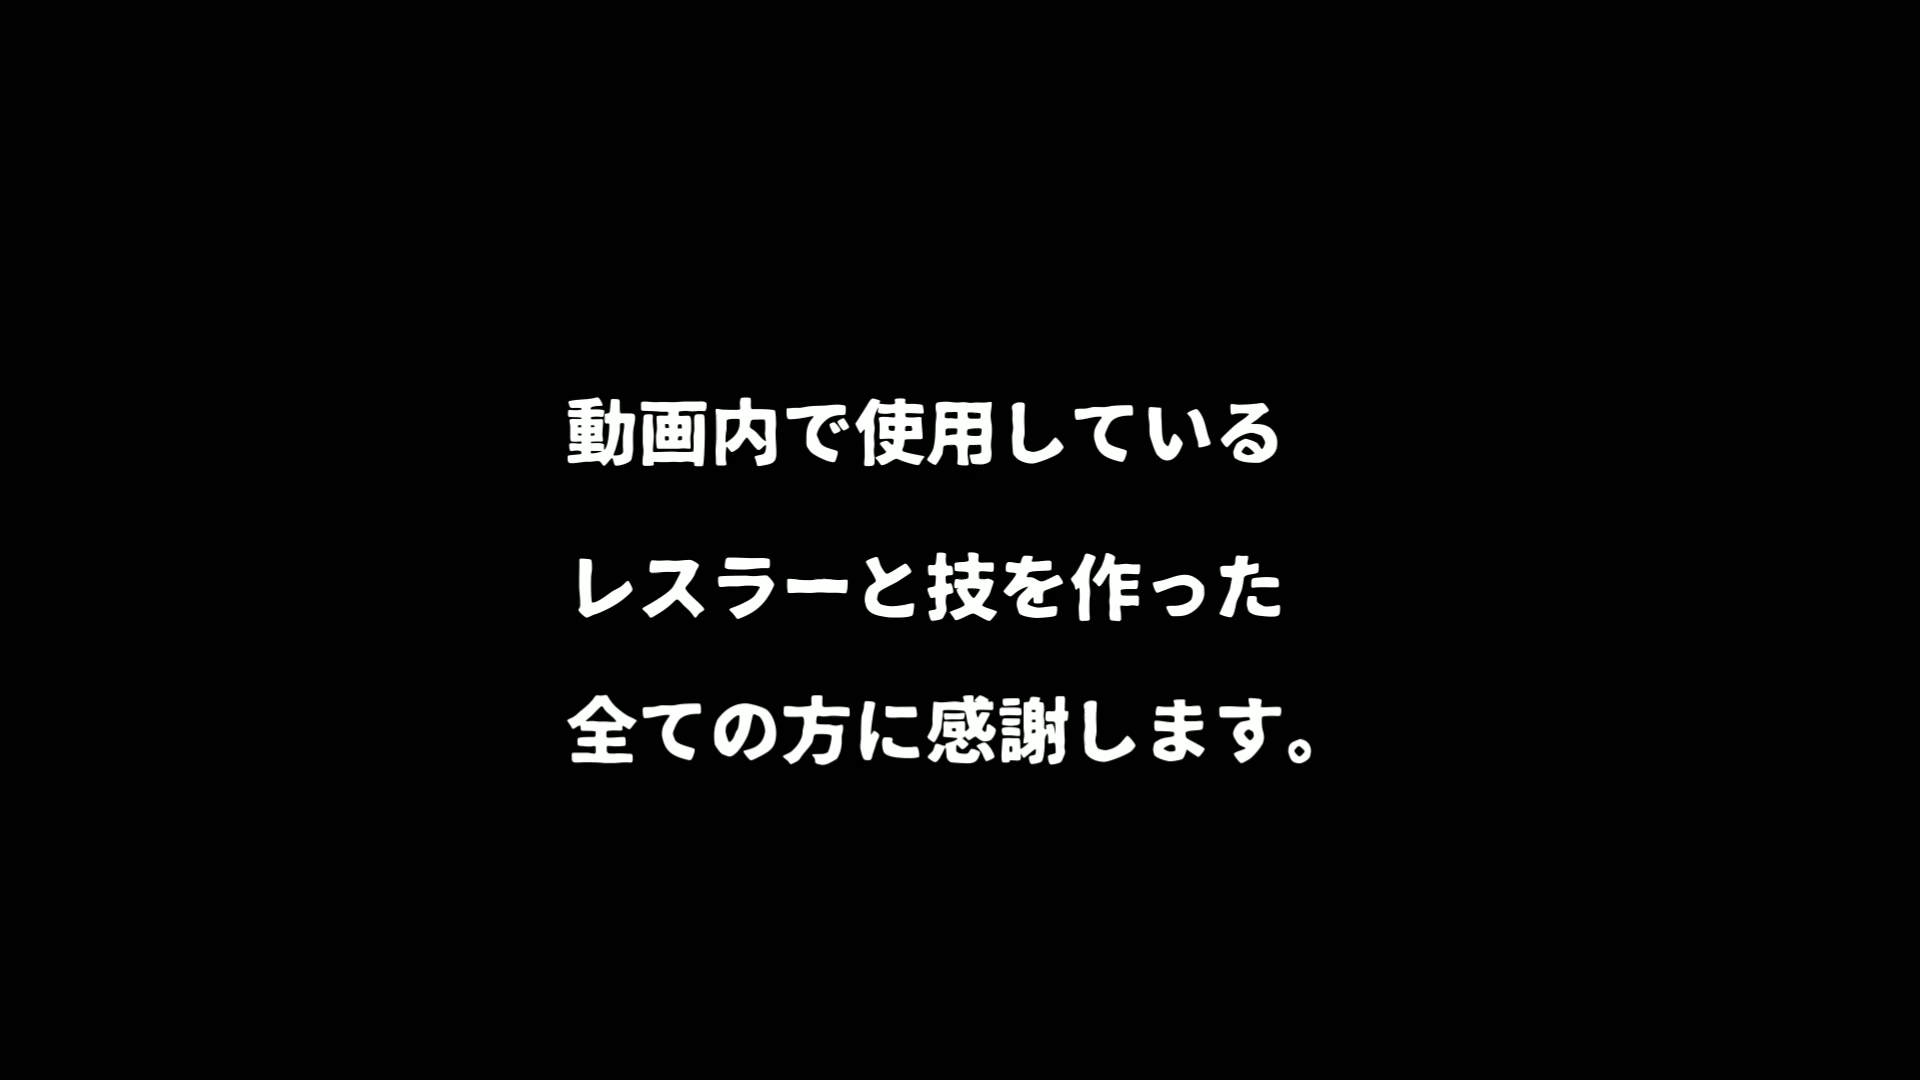 動画内で使用している
レスラーと技を作った
全ての方に感謝します。